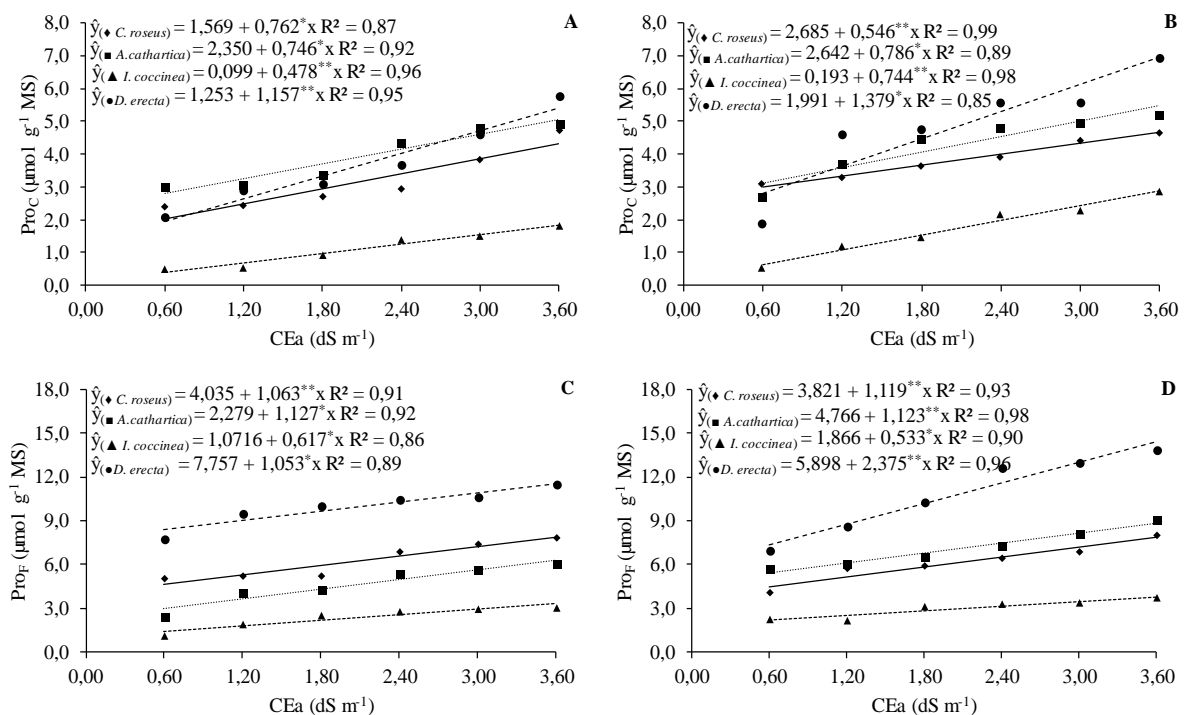 A
ŷ(♦ C. roseus) = 1,569 + 0,762*x R² = 0,87
ŷ(■ A.cathartica) = 2,350 + 0,746*x R² = 0,92
ŷ(▲ I. coccinea) = 0,099 + 0,478**x R² = 0,96
ŷ(●D. erecta) = 1,253 + 1,157**x R² = 0,95
8,0
7,0
6,0
5,0
4,0
3,0
2,0
1,0
0,0
Pro_C (µmol g⁻¹ MS)
0,00 0,60 1,20 1,80 2,40 3,00 3,60
CEa (dS m⁻¹)
B
ŷ(♦ C. roseus) = 2,685 + 0,546**x R² = 0,99
ŷ(■ A.cathartica) = 2,642 + 0,786*x R² = 0,89
ŷ(▲ I. coccinea) = 0,193 + 0,744**x R² = 0,98
ŷ(●D. erecta) = 1,991 + 1,379*x R² = 0,85
8,0
7,0
6,0
5,0
4,0
3,0
2,0
1,0
0,0
Pro_C (µmol g⁻¹ MS)
0,00 0,60 1,20 1,80 2,40 3,00 3,60
CEa (dS m⁻¹)
C
ŷ(♦ C. roseus) = 4,035 + 1,063**x R² = 0,91
ŷ(■ A.cathartica) = 2,279 + 1,127*x R² = 0,92
ŷ(▲ I. coccinea) = 1,0716 + 0,617*x R² = 0,86
ŷ(●D. erecta) = 7,757 + 1,053*x R² = 0,89
18,0
15,0
12,0
9,0
6,0
3,0
0,0
Pro_F (µmol g⁻¹ MS)
0,00 0,60 1,20 1,80 2,40 3,00 3,60
CEa (dS m⁻¹)
D
ŷ(♦ C. roseus) = 3,821 + 1,119**x R² = 0,93
ŷ(■ A.cathartica) = 4,766 + 1,123**x R² = 0,98
ŷ(▲ I. coccinea) = 1,866 + 0,533*x R² = 0,90
ŷ(●D. erecta) = 5,898 + 2,375**x R² = 0,96
18,0
15,0
12,0
9,0
6,0
3,0
0,0
Pro_F (µmol g⁻¹ MS)
0,00 0,60 1,20 1,80 2,40 3,00 3,60
CEa (dS m⁻¹)